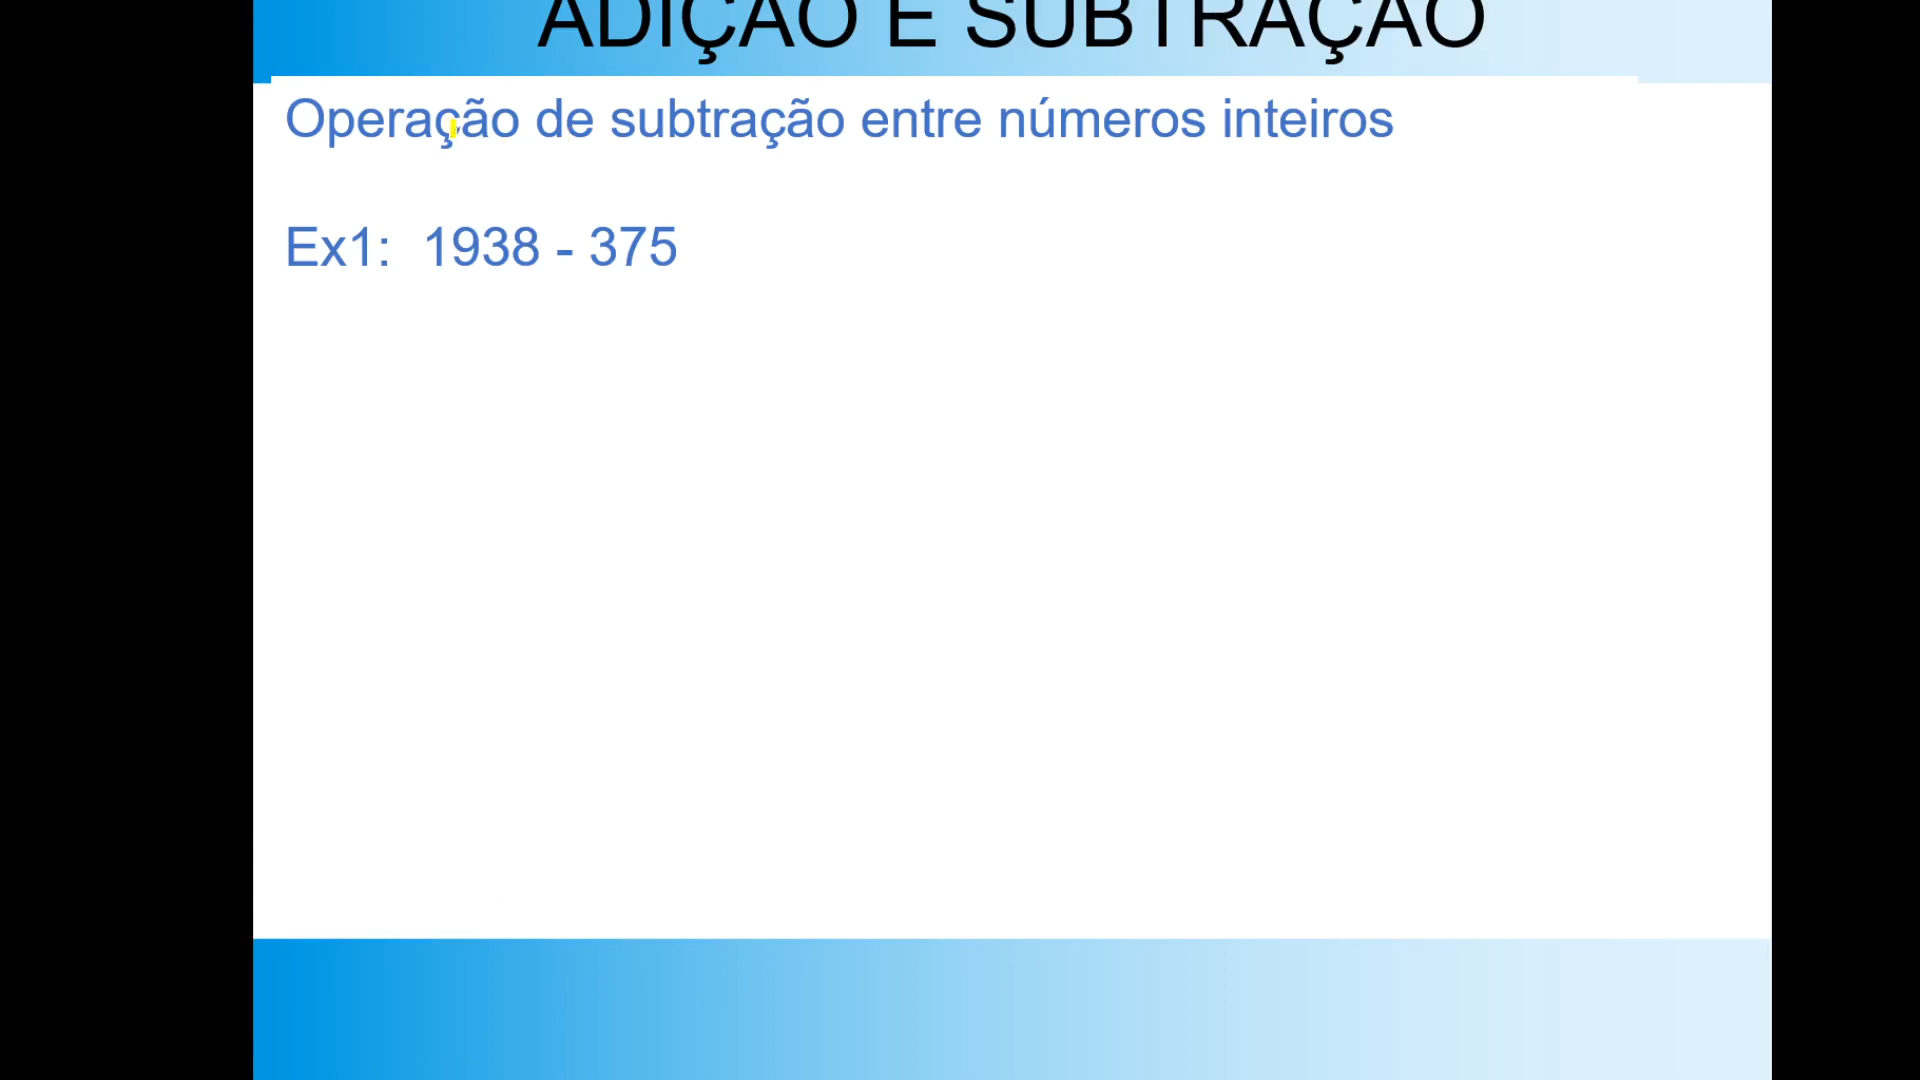 ADIÇÃO E SUBTRAÇÃO
Operação de subtração entre números inteiros
Ex1: 1938 - 375